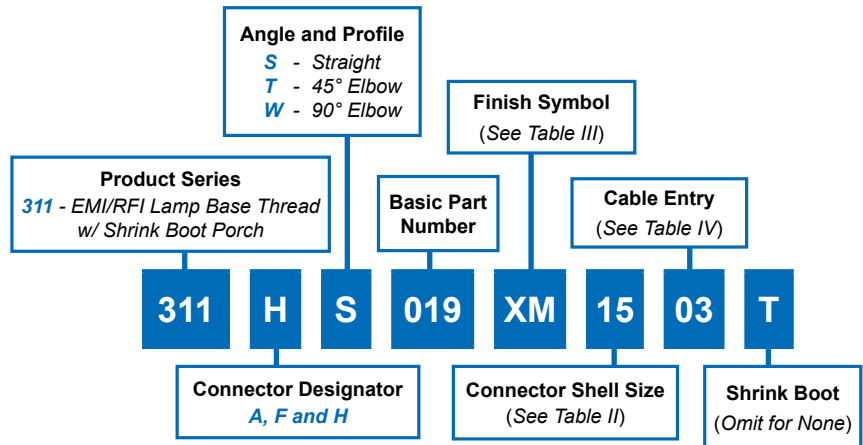 Angle and Profile
S - Straight
T - 45° Elbow
W - 90° Elbow
Finish Symbol
(See Table III)
Product Series
311 - EMI/RFI Lamp Base Thread
w/ Shrink Boot Porch
Basic Part
Number
Cable Entry
(See Table IV)
311 H S 019 XM 15 03 T
Connector Designator
A, F and H
Connector Shell Size
(See Table II)
Shrink Boot
(Omit for None)